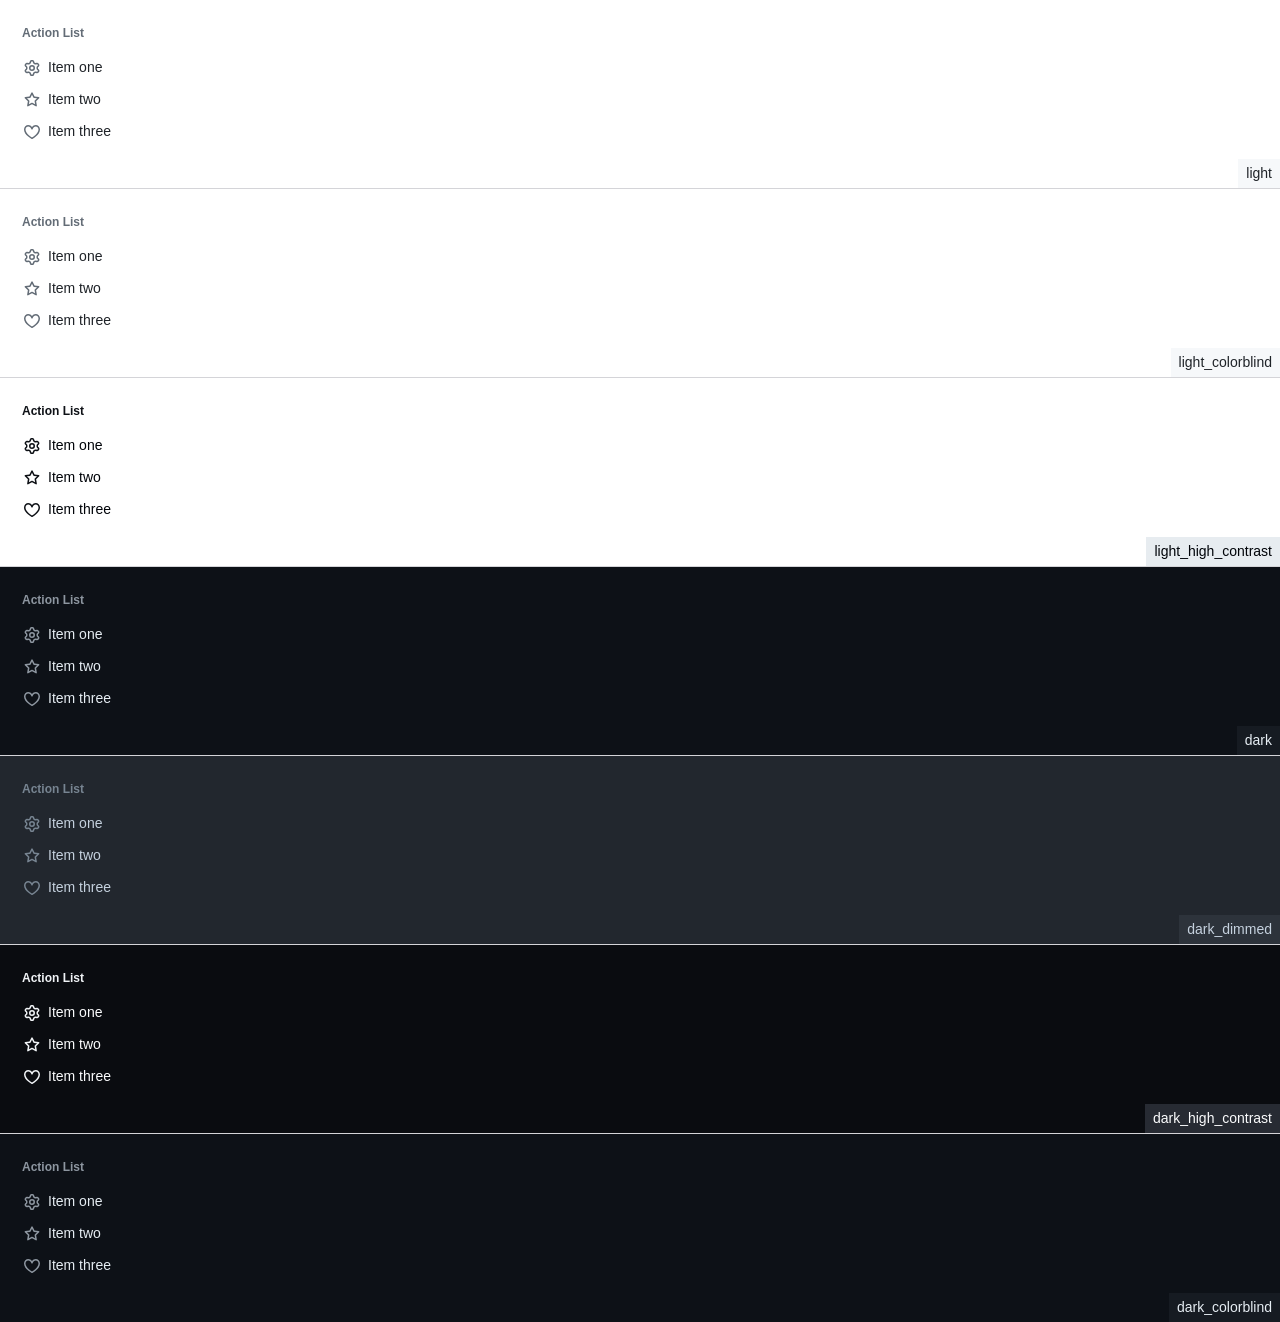 Action List
Item one
Item two
Item three
light
Action List
Item one
Item two
Item three
light_colorblind
Action List
Item one
Item two
Item three
light_high_contrast
Action List
Item one
Item two
Item three
dark
Action List
Item one
Item two
Item three
dark_dimmed
Action List
Item one
Item two
Item three
dark_high_contrast
Action List
Item one
Item two
Item three
dark_colorblind